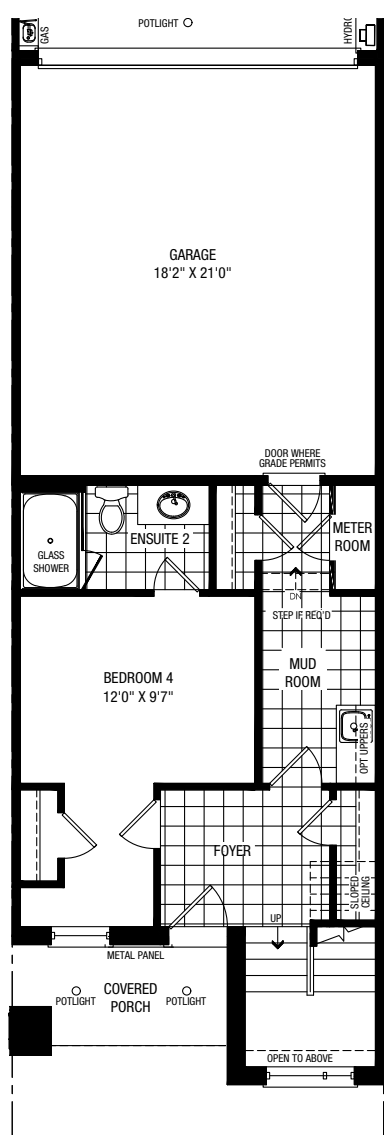 POTLIGHT
GAS
HYDR(
GARAGE
18'2" X 21'0"
DOOR WHERE
GRADE PERMITS
METER
ROOM
ENSUITE 2
GLASS
SHOWER
DN
STEP IF REQ'D
MUD
ROOM
BEDROOM 4
12'0" X 9'7"
OPT UPPERS
FOYER
SLOPED
CEILING
UP
METAL PANEL
COVERED
PORCH
POTLIGHT
POTLIGHT
OPEN TO ABOVE